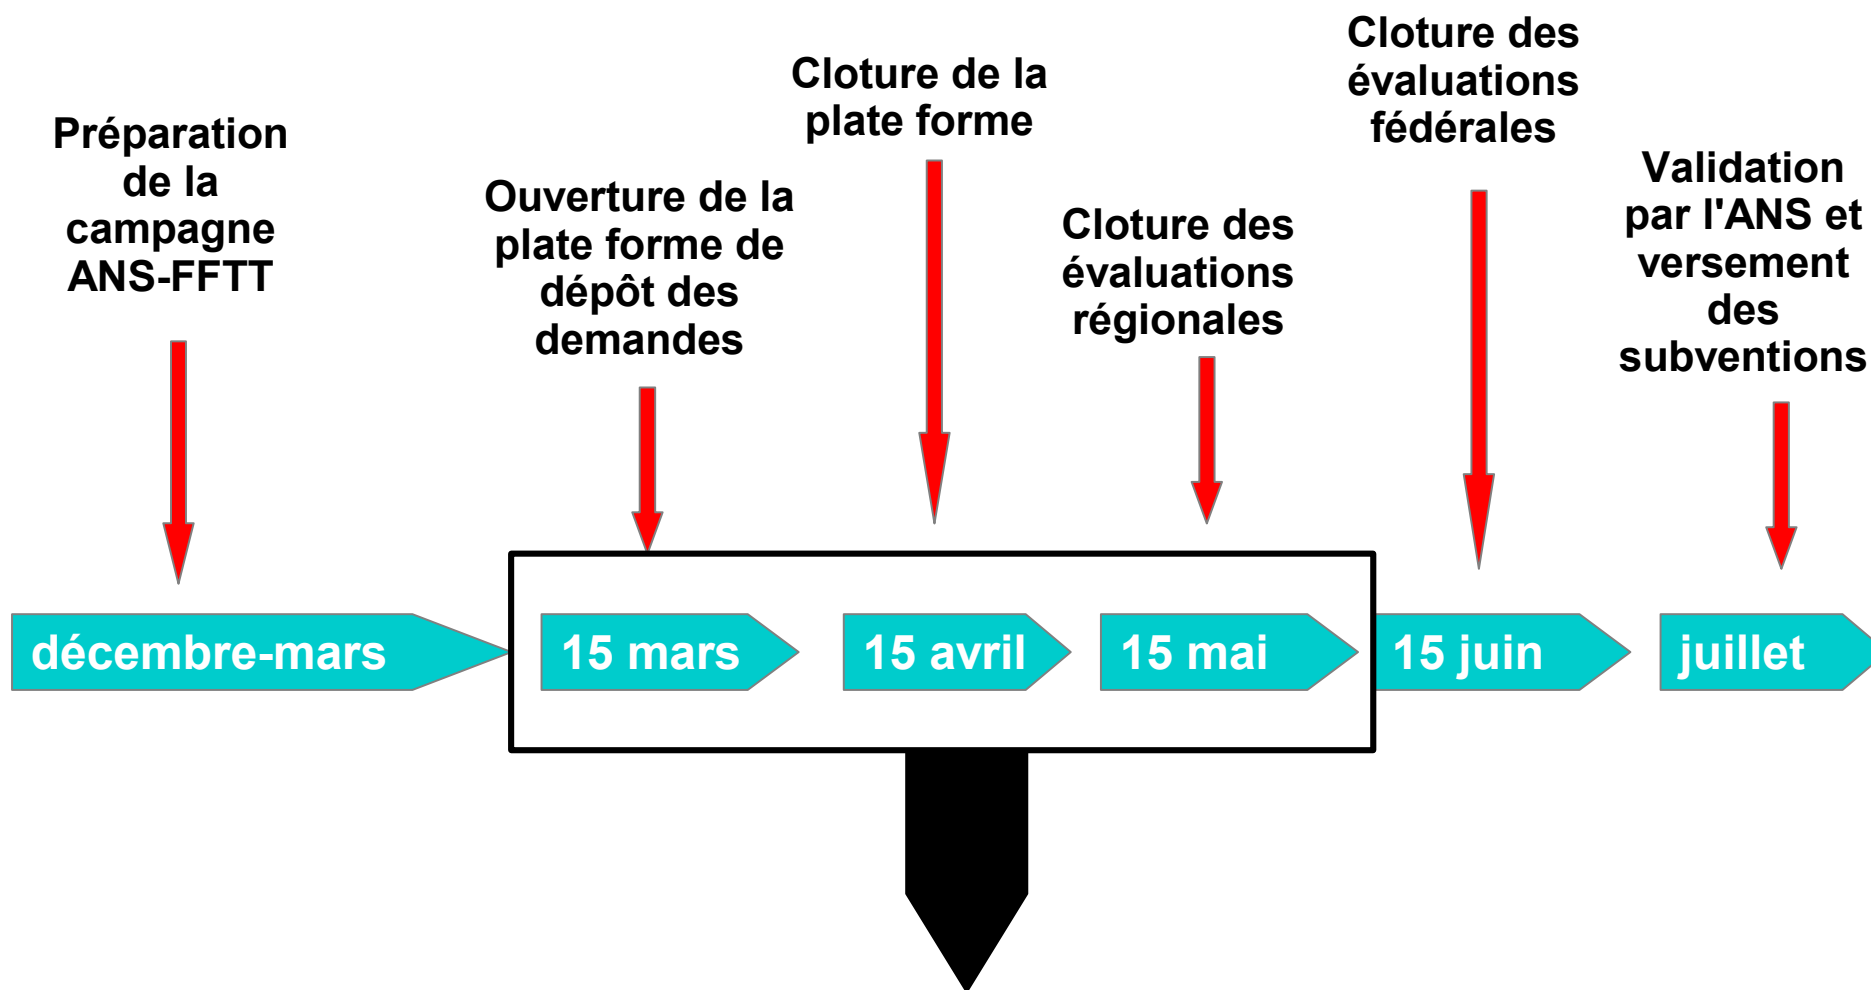 Préparation
de la
campagne
ANS-FFTT
Ouverture de la
plate forme de
dépôt des
demandes
Cloture de la
plate forme
Cloture des
évaluations
régionales
Cloture des
évaluations
fédérales
Validation
par l'ANS et
versement
des
subventions
décembre-mars
15 mars
15 avril
15 mai
15 juin
juillet